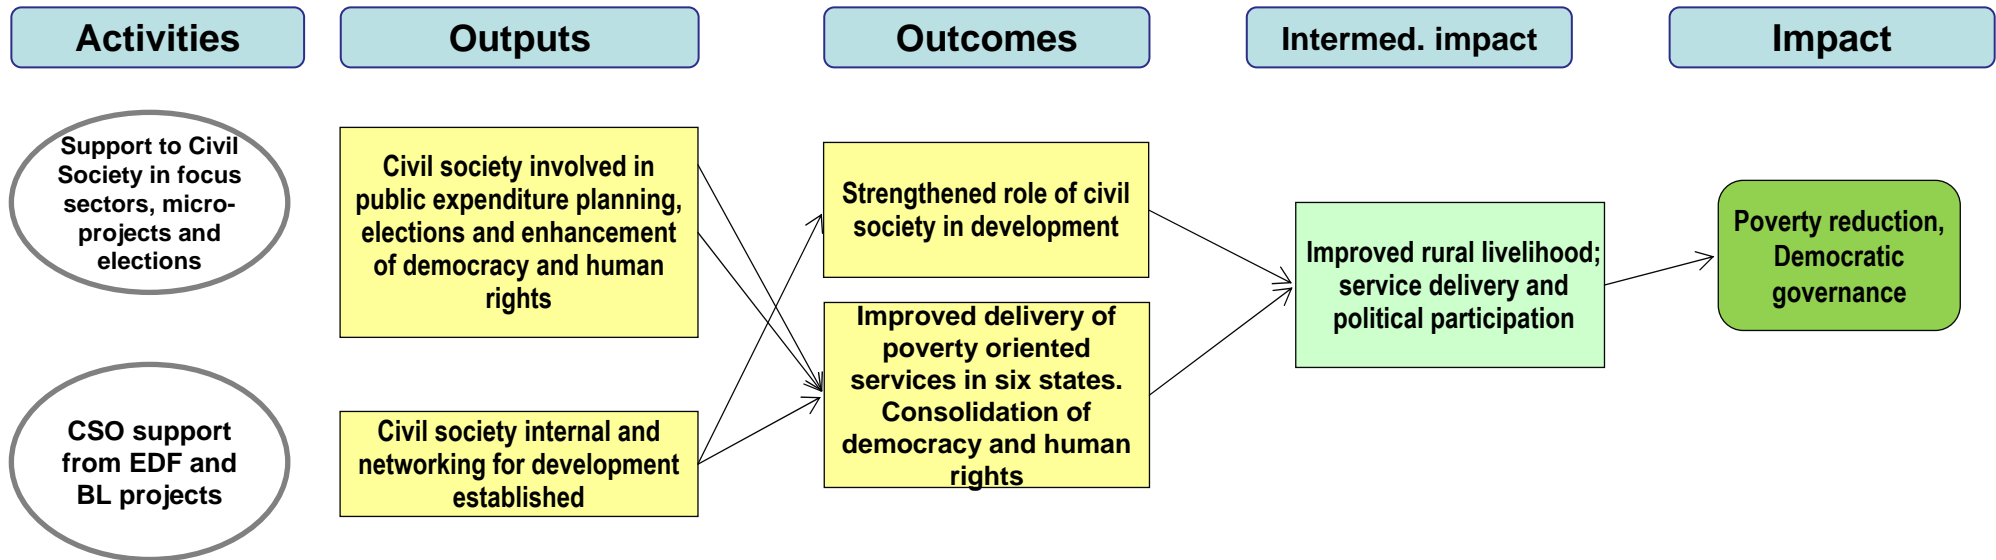 Activities
Outputs
Outcomes
Intermed. impact
Impact
Support to Civil
Society in focus
sectors, micro-
projects and
elections
Civil society involved in
public expenditure planning,
elections and enhancement
of democracy and human
rights
Strengthened role of civil
society in development
Improved rural livelihood;
service delivery and
political participation
Poverty reduction,
Democratic
governance
CSO support
from EDF and
BL projects
Civil society internal and
networking for development
established
Improved delivery of
poverty oriented
services in six states.
Consolidation of
democracy and human
rights